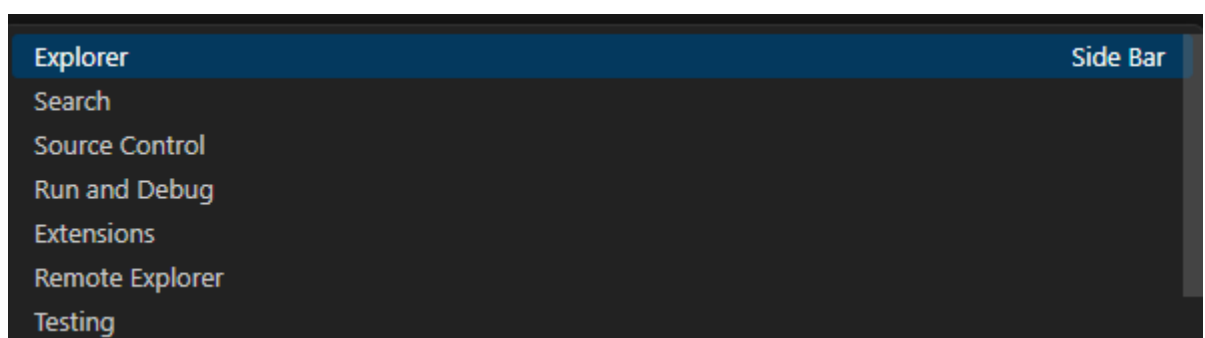 Explorer Side Bar
Search
Source Control
Run and Debug
Extensions
Remote Explorer
Testing